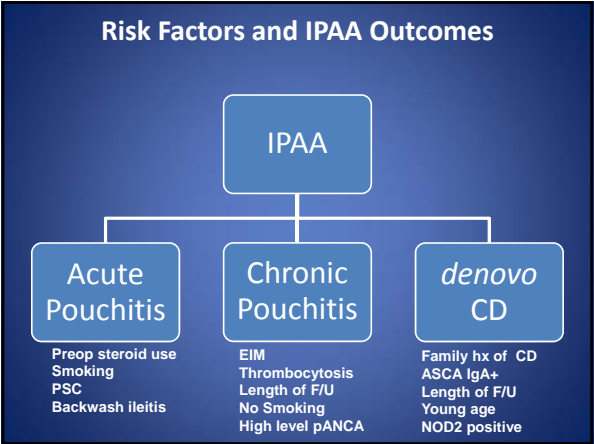 Risk Factors and IPAA Outcomes
IPAA
Acute
Pouchitis
Preop steroid use
Smoking
PSC
Backwash ileitis
Chronic
Pouchitis
EIM
Thrombocytosis
Length of F/U
No Smoking
High level pANCA
denovo
CD
Family hx of CD
ASCA IgA+
Length of F/U
Young age
NOD2 positive